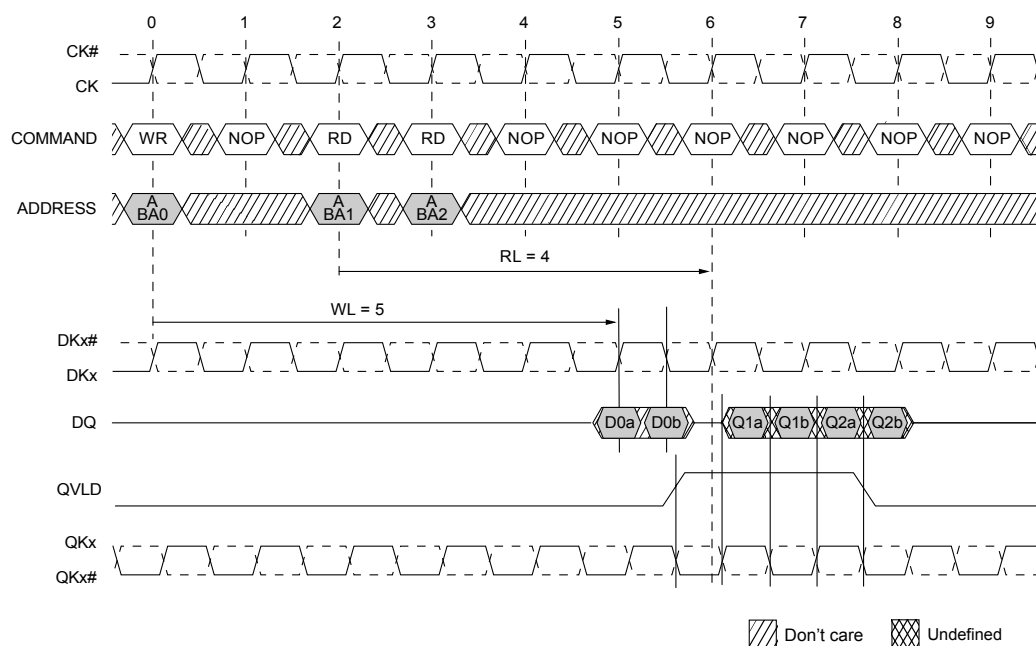 0 1 2 3 4 5 6 7 8 9
CK#
CK
COMMAND WR NOP RD RD NOP NOP NOP NOP NOP NOP
ADDRESS A BA0 A BA1 A BA2
RL = 4
WL = 5
DKx#
DKx
DQ D0a D0b Q1a Q1b Q2a Q2b
QVLD
QKx
QKx#
Don't care Undefined